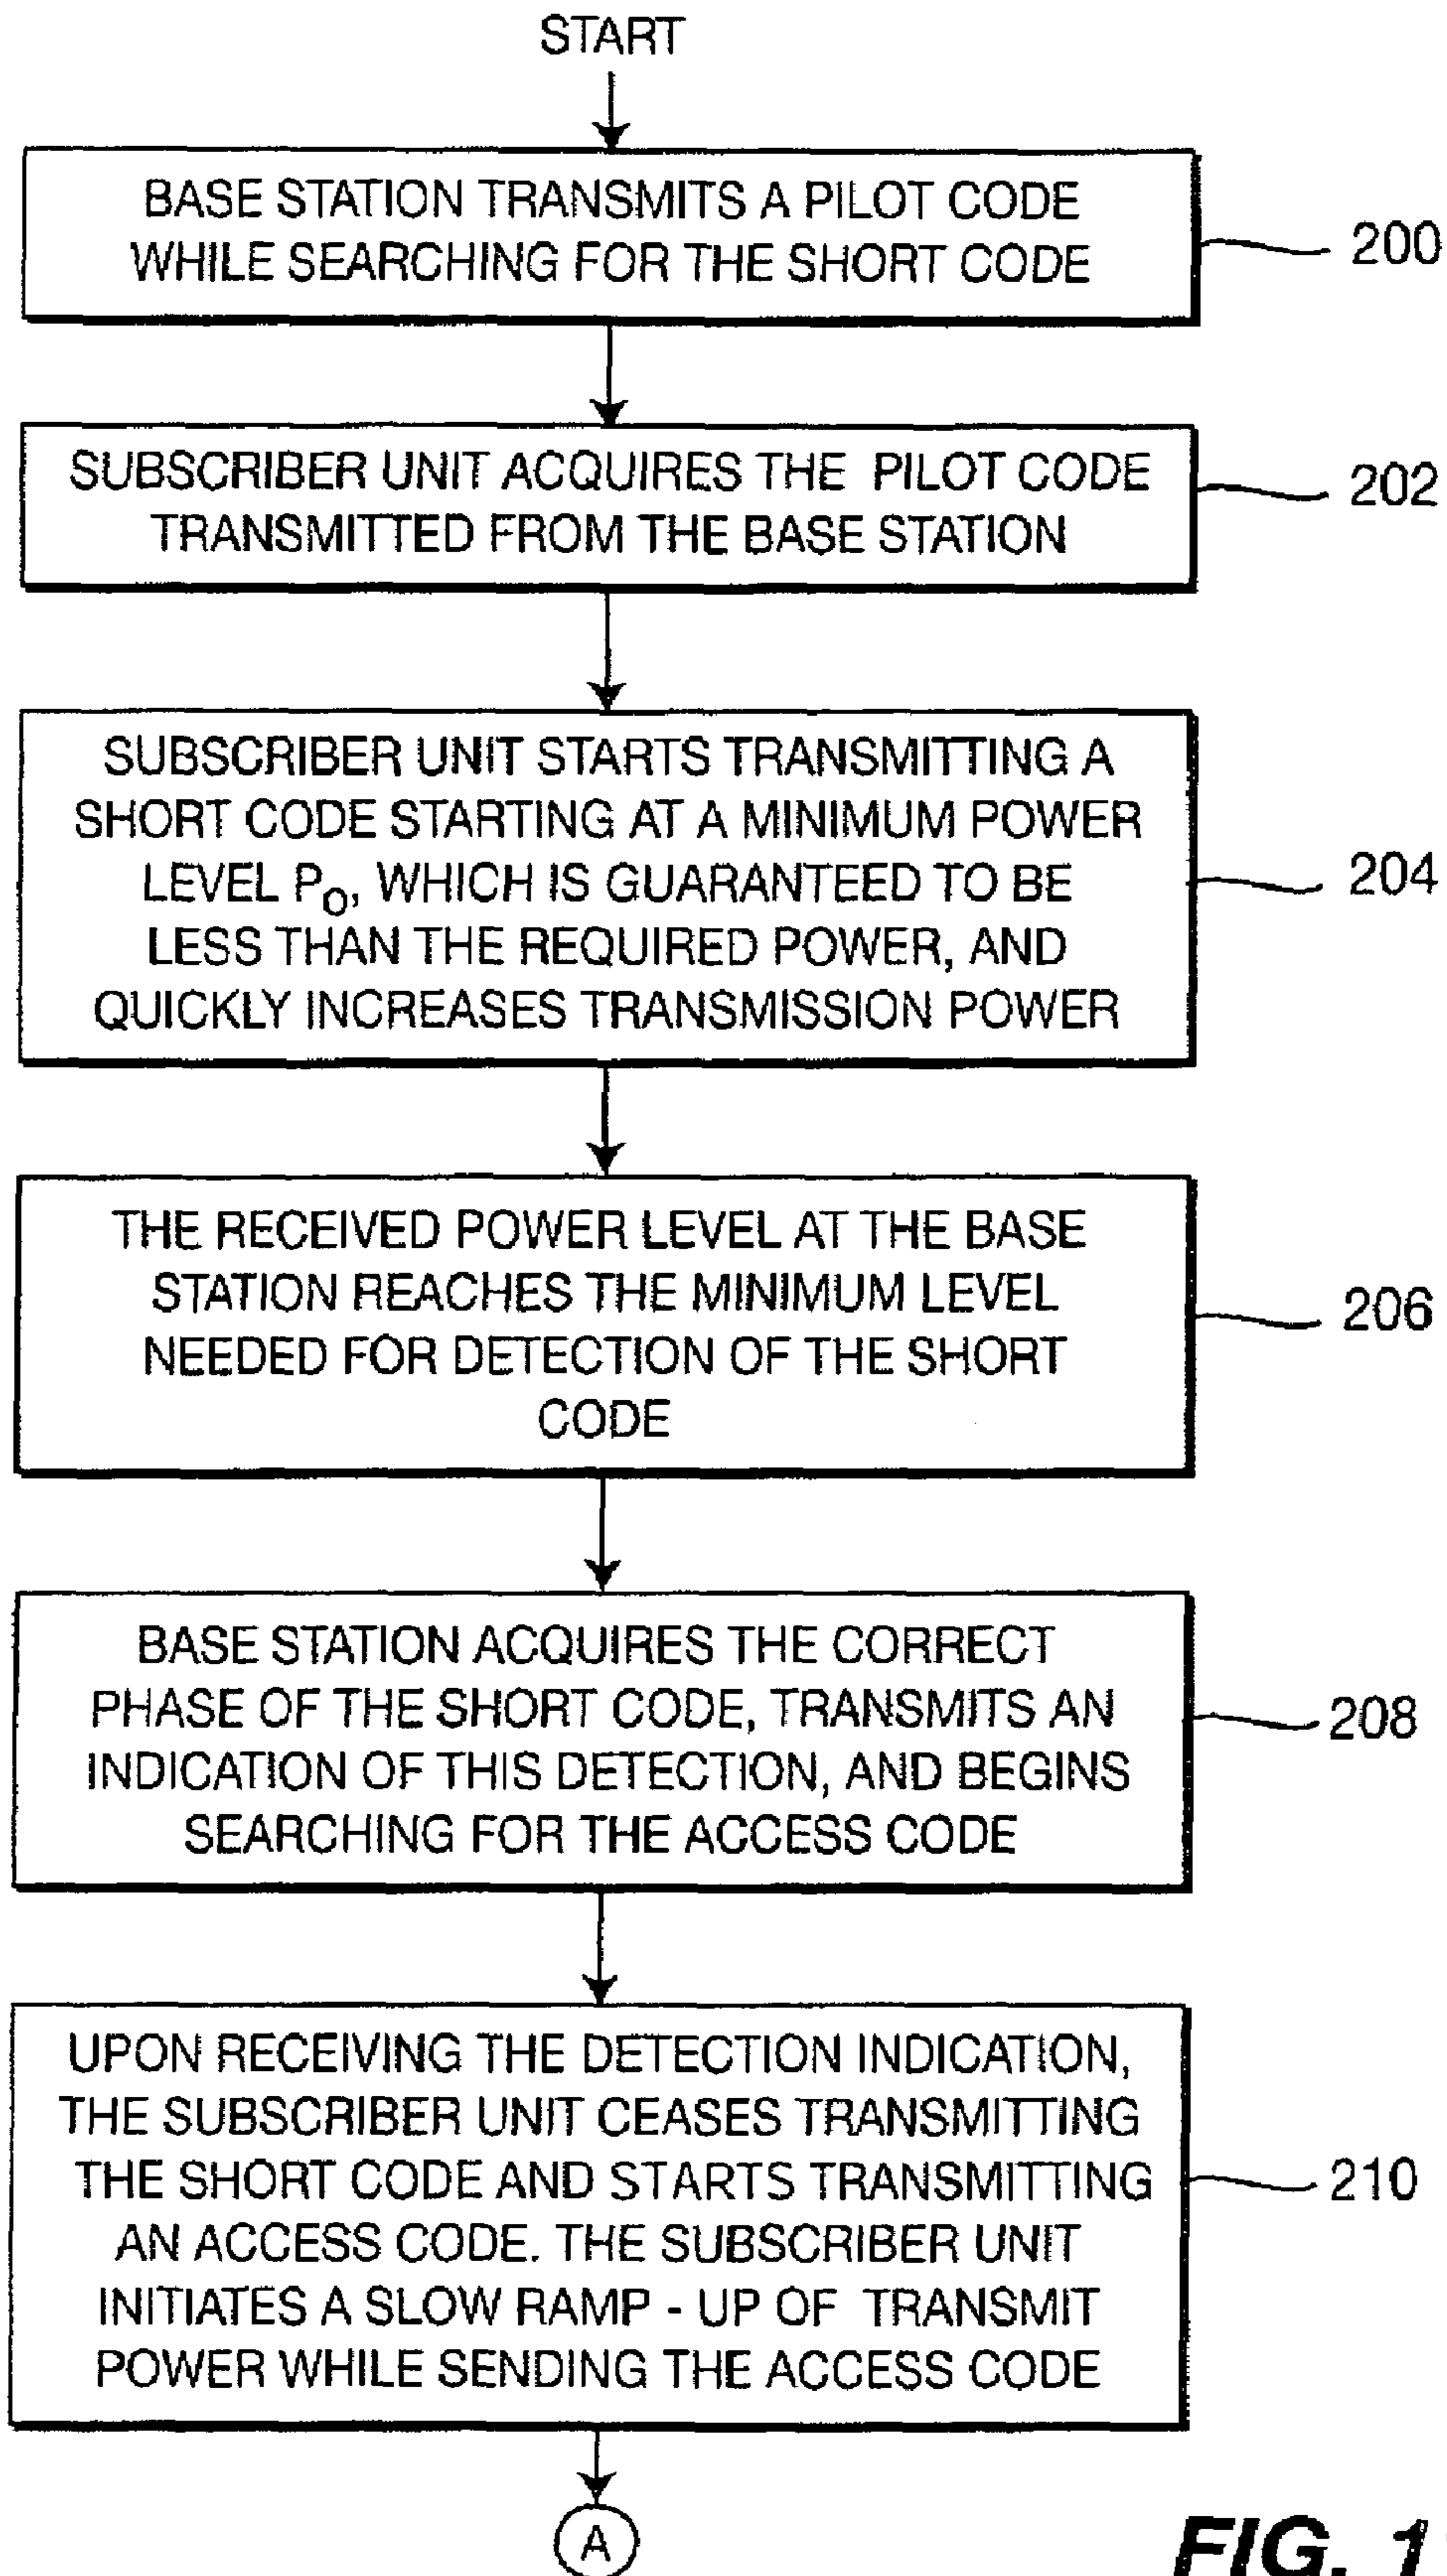 START
BASE STATION TRANSMITS A PILOT CODE
WHILE SEARCHING FOR THE SHORT CODE
200
SUBSCRIBER UNIT ACQUIRES THE PILOT CODE
TRANSMITTED FROM THE BASE STATION
202
SUBSCRIBER UNIT STARTS TRANSMITTING A
SHORT CODE STARTING AT A MINIMUM POWER
LEVEL PO, WHICH IS GUARANTEED TO BE
LESS THAN THE REQUIRED POWER, AND
QUICKLY INCREASES TRANSMISSION POWER
204
THE RECEIVED POWER LEVEL AT THE BASE
STATION REACHES THE MINIMUM LEVEL
NEEDED FOR DETECTION OF THE SHORT
CODE
206
BASE STATION ACQUIRES THE CORRECT
PHASE OF THE SHORT CODE, TRANSMITS AN
INDICATION OF THIS DETECTION, AND BEGINS
SEARCHING FOR THE ACCESS CODE
208
UPON RECEIVING THE DETECTION INDICATION,
THE SUBSCRIBER UNIT CEASES TRANSMITTING
THE SHORT CODE AND STARTS TRANSMITTING
AN ACCESS CODE. THE SUBSCRIBER UNIT
INITIATES A SLOW RAMP - UP OF TRANSMIT
POWER WHILE SENDING THE ACCESS CODE
210
A
FIG. 1